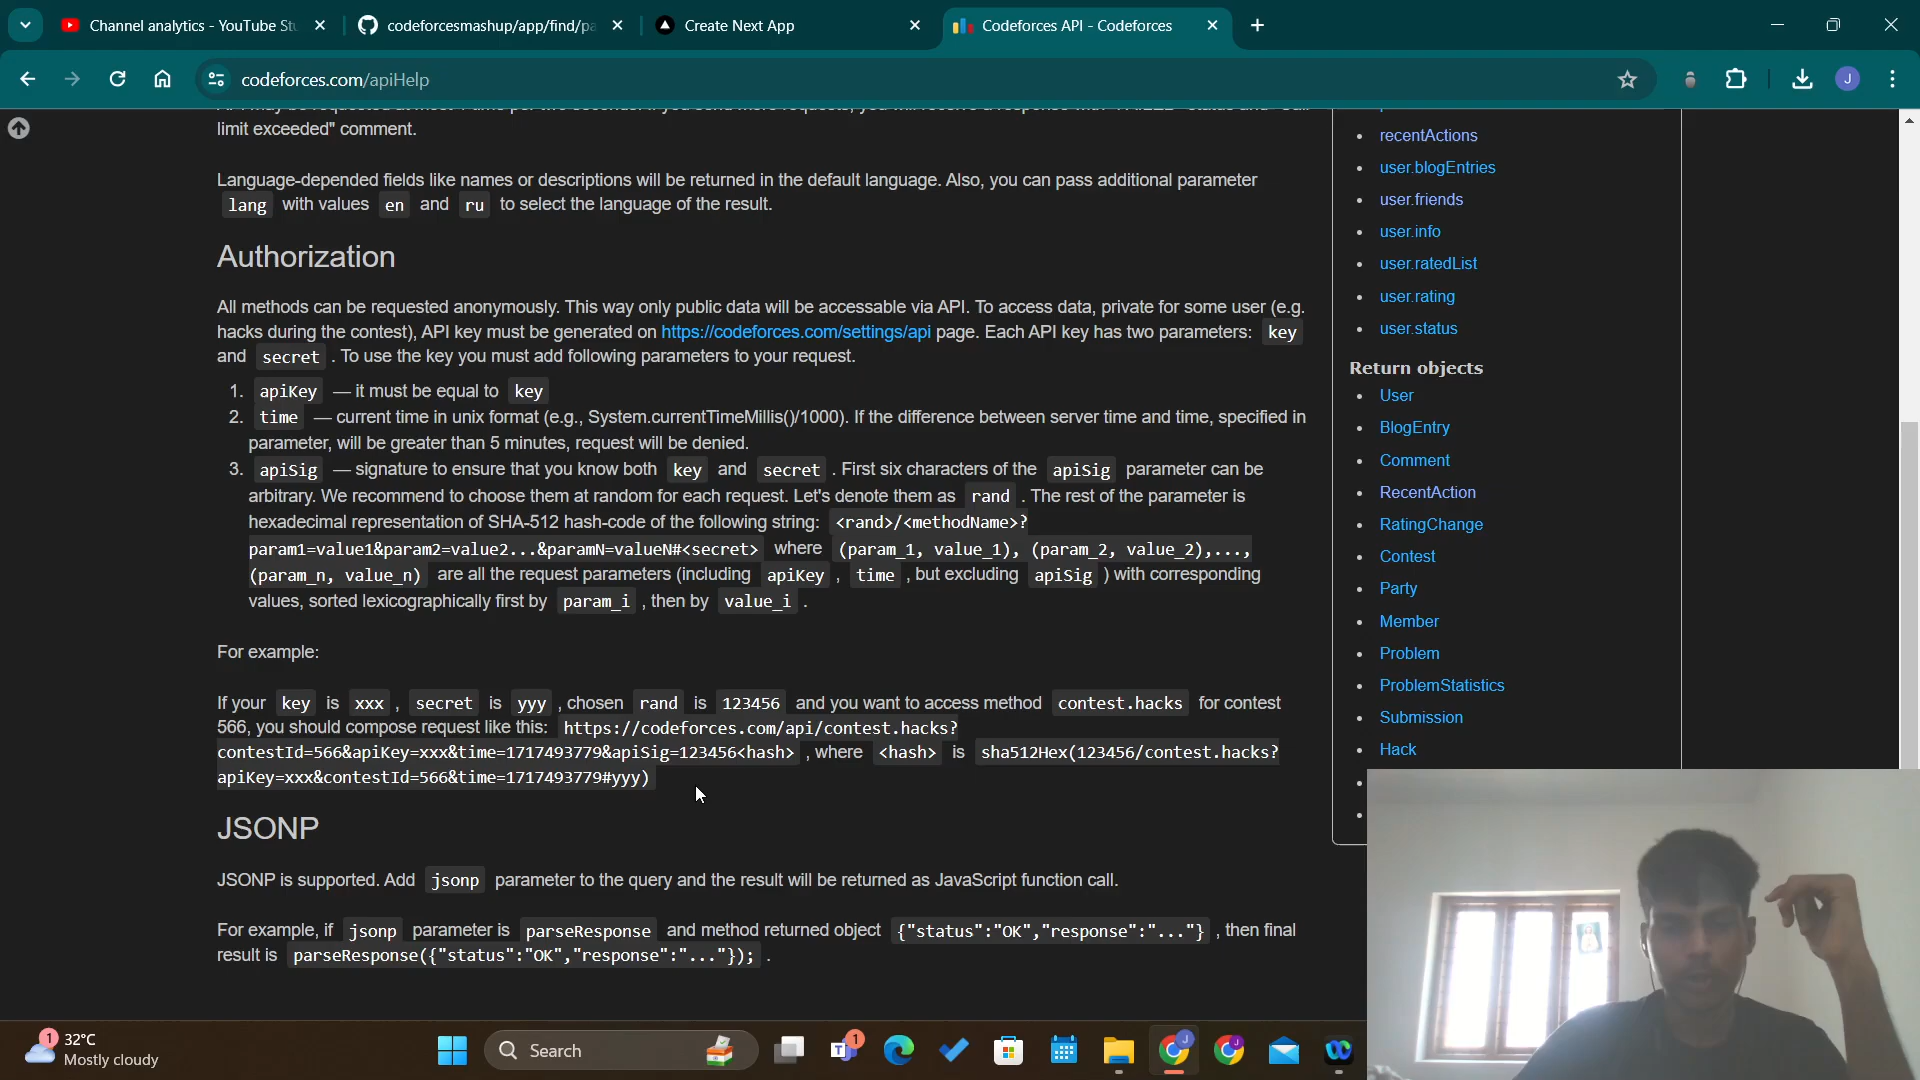 Channel analytics - YouTube Stu
codeforcesmashup/app/find/pa
Create Next App
Codeforces API - Codeforces
codeforces.com/apiHelp
limit exceeded" comment.
Language-depended fields like names or descriptions will be returned in the default language. Also, you can pass additional parameter
lang with values en and ru to select the language of the result.
Authorization
All methods can be requested anonymously. This way only public data will be accessable via API. To access data, private for some user (e.g.
hacks during the contest), API key must be generated on https://codeforces.com/settings/api page. Each API key has two parameters: key
and secret . To use the key you must add following parameters to your request.
1. apiKey — it must be equal to key
2. time — current time in unix format (e.g., System.currentTimeMillis()/1000). If the difference between server time and time, specified in
parameter, will be greater than 5 minutes, request will be denied.
3. apiSig — signature to ensure that you know both key and secret . First six characters of the apiSig parameter can be
arbitrary. We recommend to choose them at random for each request. Let's denote them as rand . The rest of the parameter is
hexadecimal representation of SHA-512 hash-code of the following string: <rand>/<methodName>?
param1=value1&param2=value2...&paramN=valueN#<secret> where (param_1, value_1), (param_2, value_2),...,
(param_n, value_n) are all the request parameters (including apiKey , time , but excluding apiSig ) with corresponding
values, sorted lexicographically first by param_i , then by value_i .
For example:
If your key is xxx , secret is yyy , chosen rand is 123456 and you want to access method contest.hacks for contest
566, you should compose request like this: https://codeforces.com/api/contest.hacks?
contestId=566&apiKey=xxx&time=1717493779&apiSig=123456<hash> , where <hash> is sha512Hex(123456/contest.hacks?
apiKey=xxx&contestId=566&time=1717493779#yyy)
JSONP
JSONP is supported. Add jsonp parameter to the query and the result will be returned as JavaScript function call.
For example, if jsonp parameter is parseResponse and method returned object {"status":"OK","response":"..."} , then final
result is parseResponse({"status":"OK","response":"..."}); .
recentActions
user.blogEntries
user.friends
user.info
user.ratedList
user.rating
user.status
Return objects
User
BlogEntry
Comment
RecentAction
RatingChange
Contest
Party
Member
Problem
ProblemStatistics
Submission
Hack
J
1
32°C
Mostly cloudy
Search
1